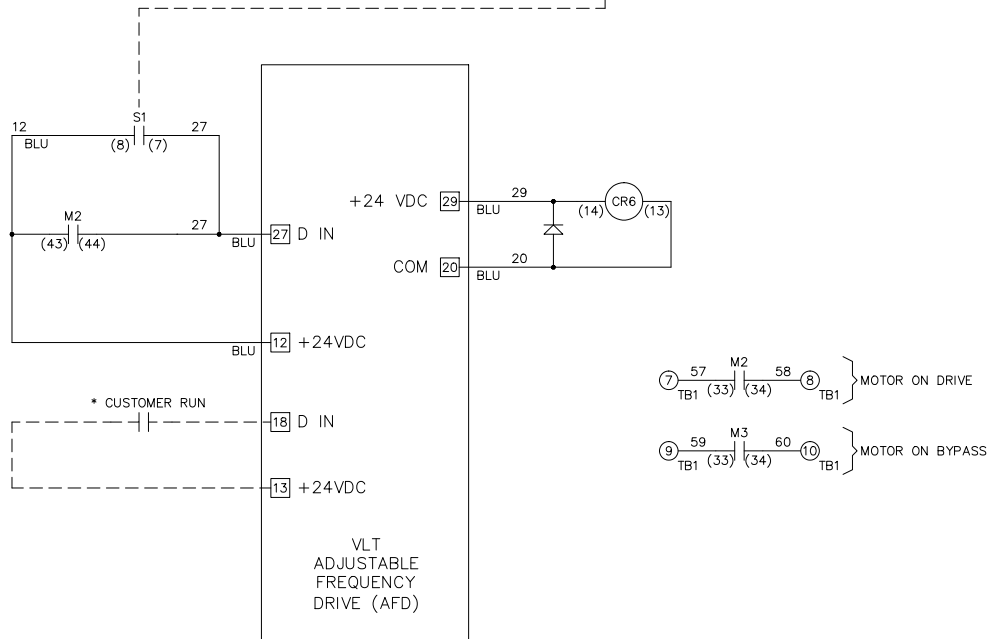 S1
12
27
BLU
(8)
(7)
M2
27
(43)
(44)
BLU
27
D IN
+24 VDC
29
29
BLU
(14)
CR6
(13)
COM
20
20
BLU
BLU
12
+24VDC
* CUSTOMER RUN
18
D IN
13
+24VDC
VLT
ADJUSTABLE
FREQUENCY
DRIVE (AFD)
M2
7
57
58
8
TB1
(33)
(34)
TB1
MOTOR ON DRIVE
M3
9
59
60
10
TB1
(33)
(34)
TB1
MOTOR ON BYPASS